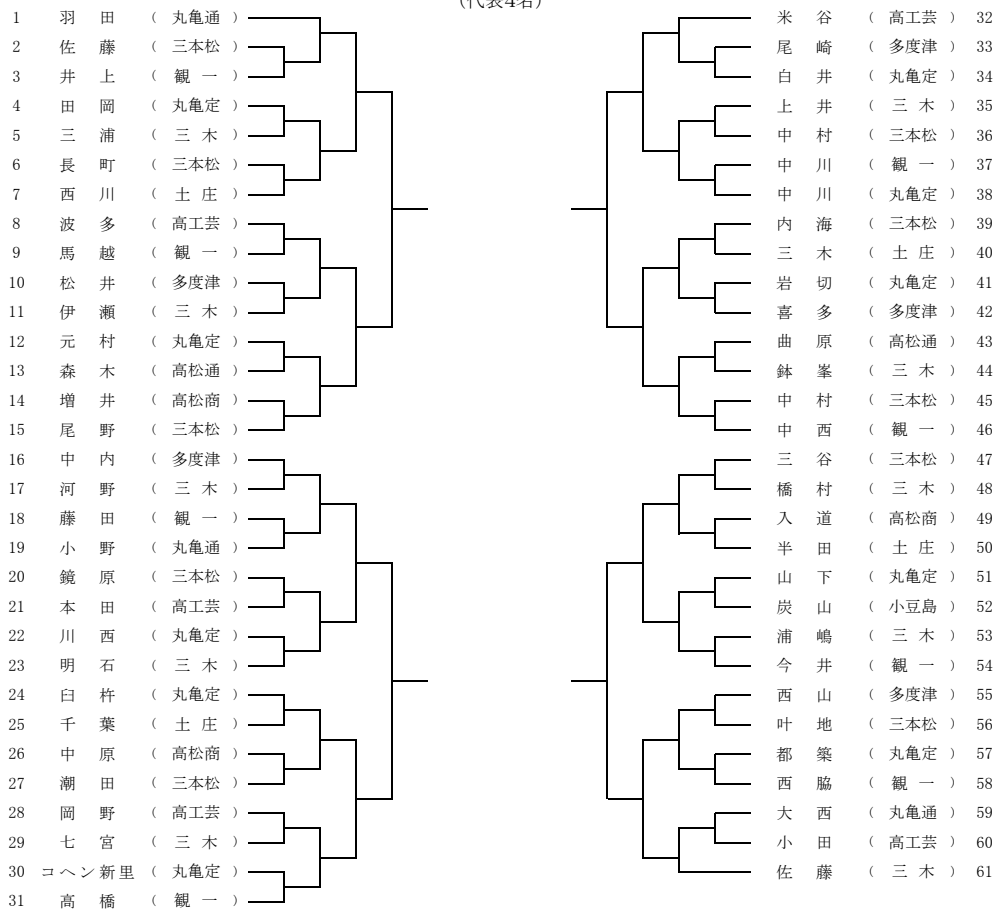 (代表4名)
1 羽 田 ( 丸亀通 )
2 佐 藤 ( 三本松 )
3 井 上 ( 観 一 )
4 田 岡 ( 丸亀定 )
5 三 浦 ( 三 木 )
6 長 町 ( 三本松 )
7 西 川 ( 土 庄 )
8 波 多 ( 高工芸 )
9 馬 越 ( 観 一 )
10 松 井 ( 多度津 )
11 伊 瀬 ( 三 木 )
12 元 村 ( 丸亀定 )
13 森 木 ( 高松通 )
14 増 井 ( 高松商 )
15 尾 野 ( 三本松 )
16 中 内 ( 多度津 )
17 河 野 ( 三 木 )
18 藤 田 ( 観 一 )
19 小 野 ( 丸亀通 )
20 鏡 原 ( 三本松 )
21 本 田 ( 高工芸 )
22 川 西 ( 丸亀定 )
23 明 石 ( 三 木 )
24 臼 杵 ( 丸亀定 )
25 千 葉 ( 土 庄 )
26 中 原 ( 高松商 )
27 潮 田 ( 三本松 )
28 岡 野 ( 高工芸 )
29 七 宮 ( 三 木 )
30 コヘン新里 ( 丸亀定 )
31 高 橋 ( 観 一 )
米 谷 ( 高工芸 ) 32
尾 崎 ( 多度津 ) 33
白 井 ( 丸亀定 ) 34
上 井 ( 三 木 ) 35
中 村 ( 三本松 ) 36
中 川 ( 観 一 ) 37
中 川 ( 丸亀定 ) 38
内 海 ( 三本松 ) 39
三 木 ( 土 庄 ) 40
岩 切 ( 丸亀定 ) 41
喜 多 ( 多度津 ) 42
曲 原 ( 高松通 ) 43
鉢 峯 ( 三 木 ) 44
中 村 ( 三本松 ) 45
中 西 ( 観 一 ) 46
三 谷 ( 三本松 ) 47
橋 村 ( 三 木 ) 48
入 道 ( 高松商 ) 49
半 田 ( 土 庄 ) 50
山 下 ( 丸亀定 ) 51
炭 山 ( 小豆島 ) 52
浦 嶋 ( 三 木 ) 53
今 井 ( 観 一 ) 54
西 山 ( 多度津 ) 55
叶 地 ( 三本松 ) 56
都 築 ( 丸亀定 ) 57
西 脇 ( 観 一 ) 58
大 西 ( 丸亀通 ) 59
小 田 ( 高工芸 ) 60
佐 藤 ( 三 木 ) 61